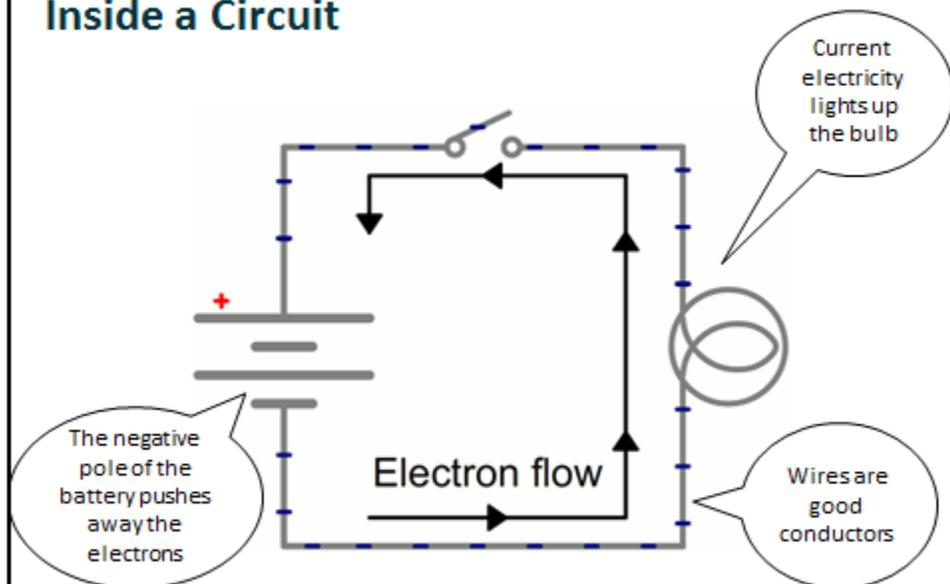 Inside a Circuit
Current
electricity
lights up
the bulb
+
The negative
pole of the
battery pushes
away the
electrons
Electron flow
Wires are
good
conductors